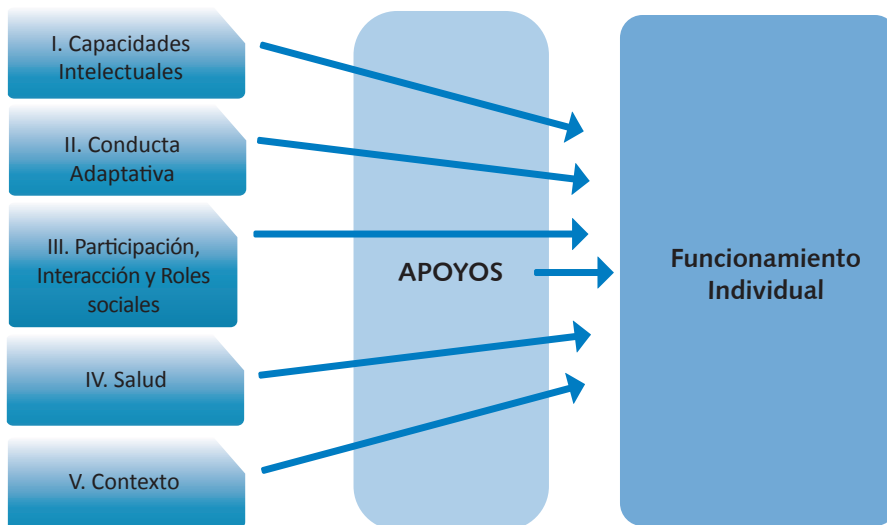 I. Capacidades
Intelectuales
II. Conducta
Adaptativa
III. Participación,
Interacción y Roles
sociales
IV. Salud
V. Contexto
APOYOS
Funcionamiento
Individual